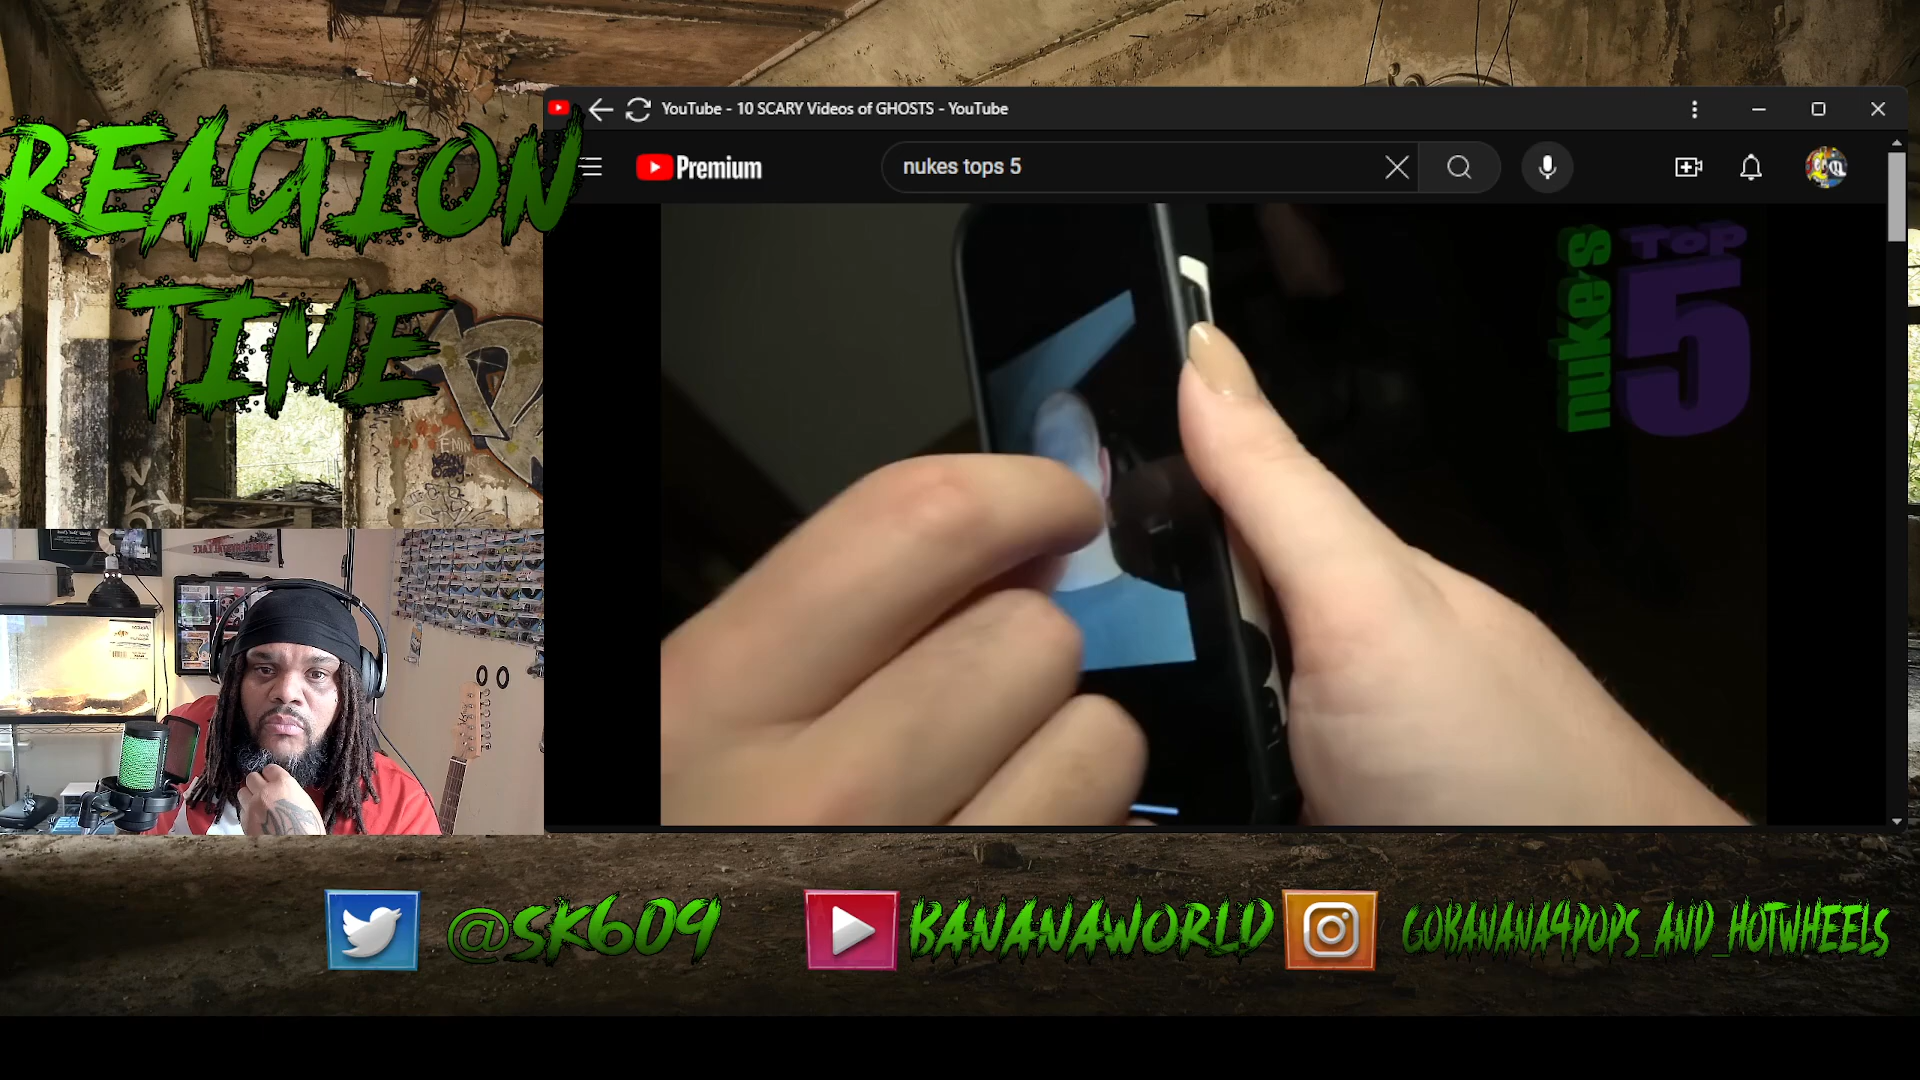 REACTION
TIME
YouTube - 10 SCARY Videos of GHOSTS - YouTube
Premium
nukes tops 5
nuke's
Top
5
@SK609
BANANAWORLD
GOBANANA4POPS_AND_HOTWHEELS